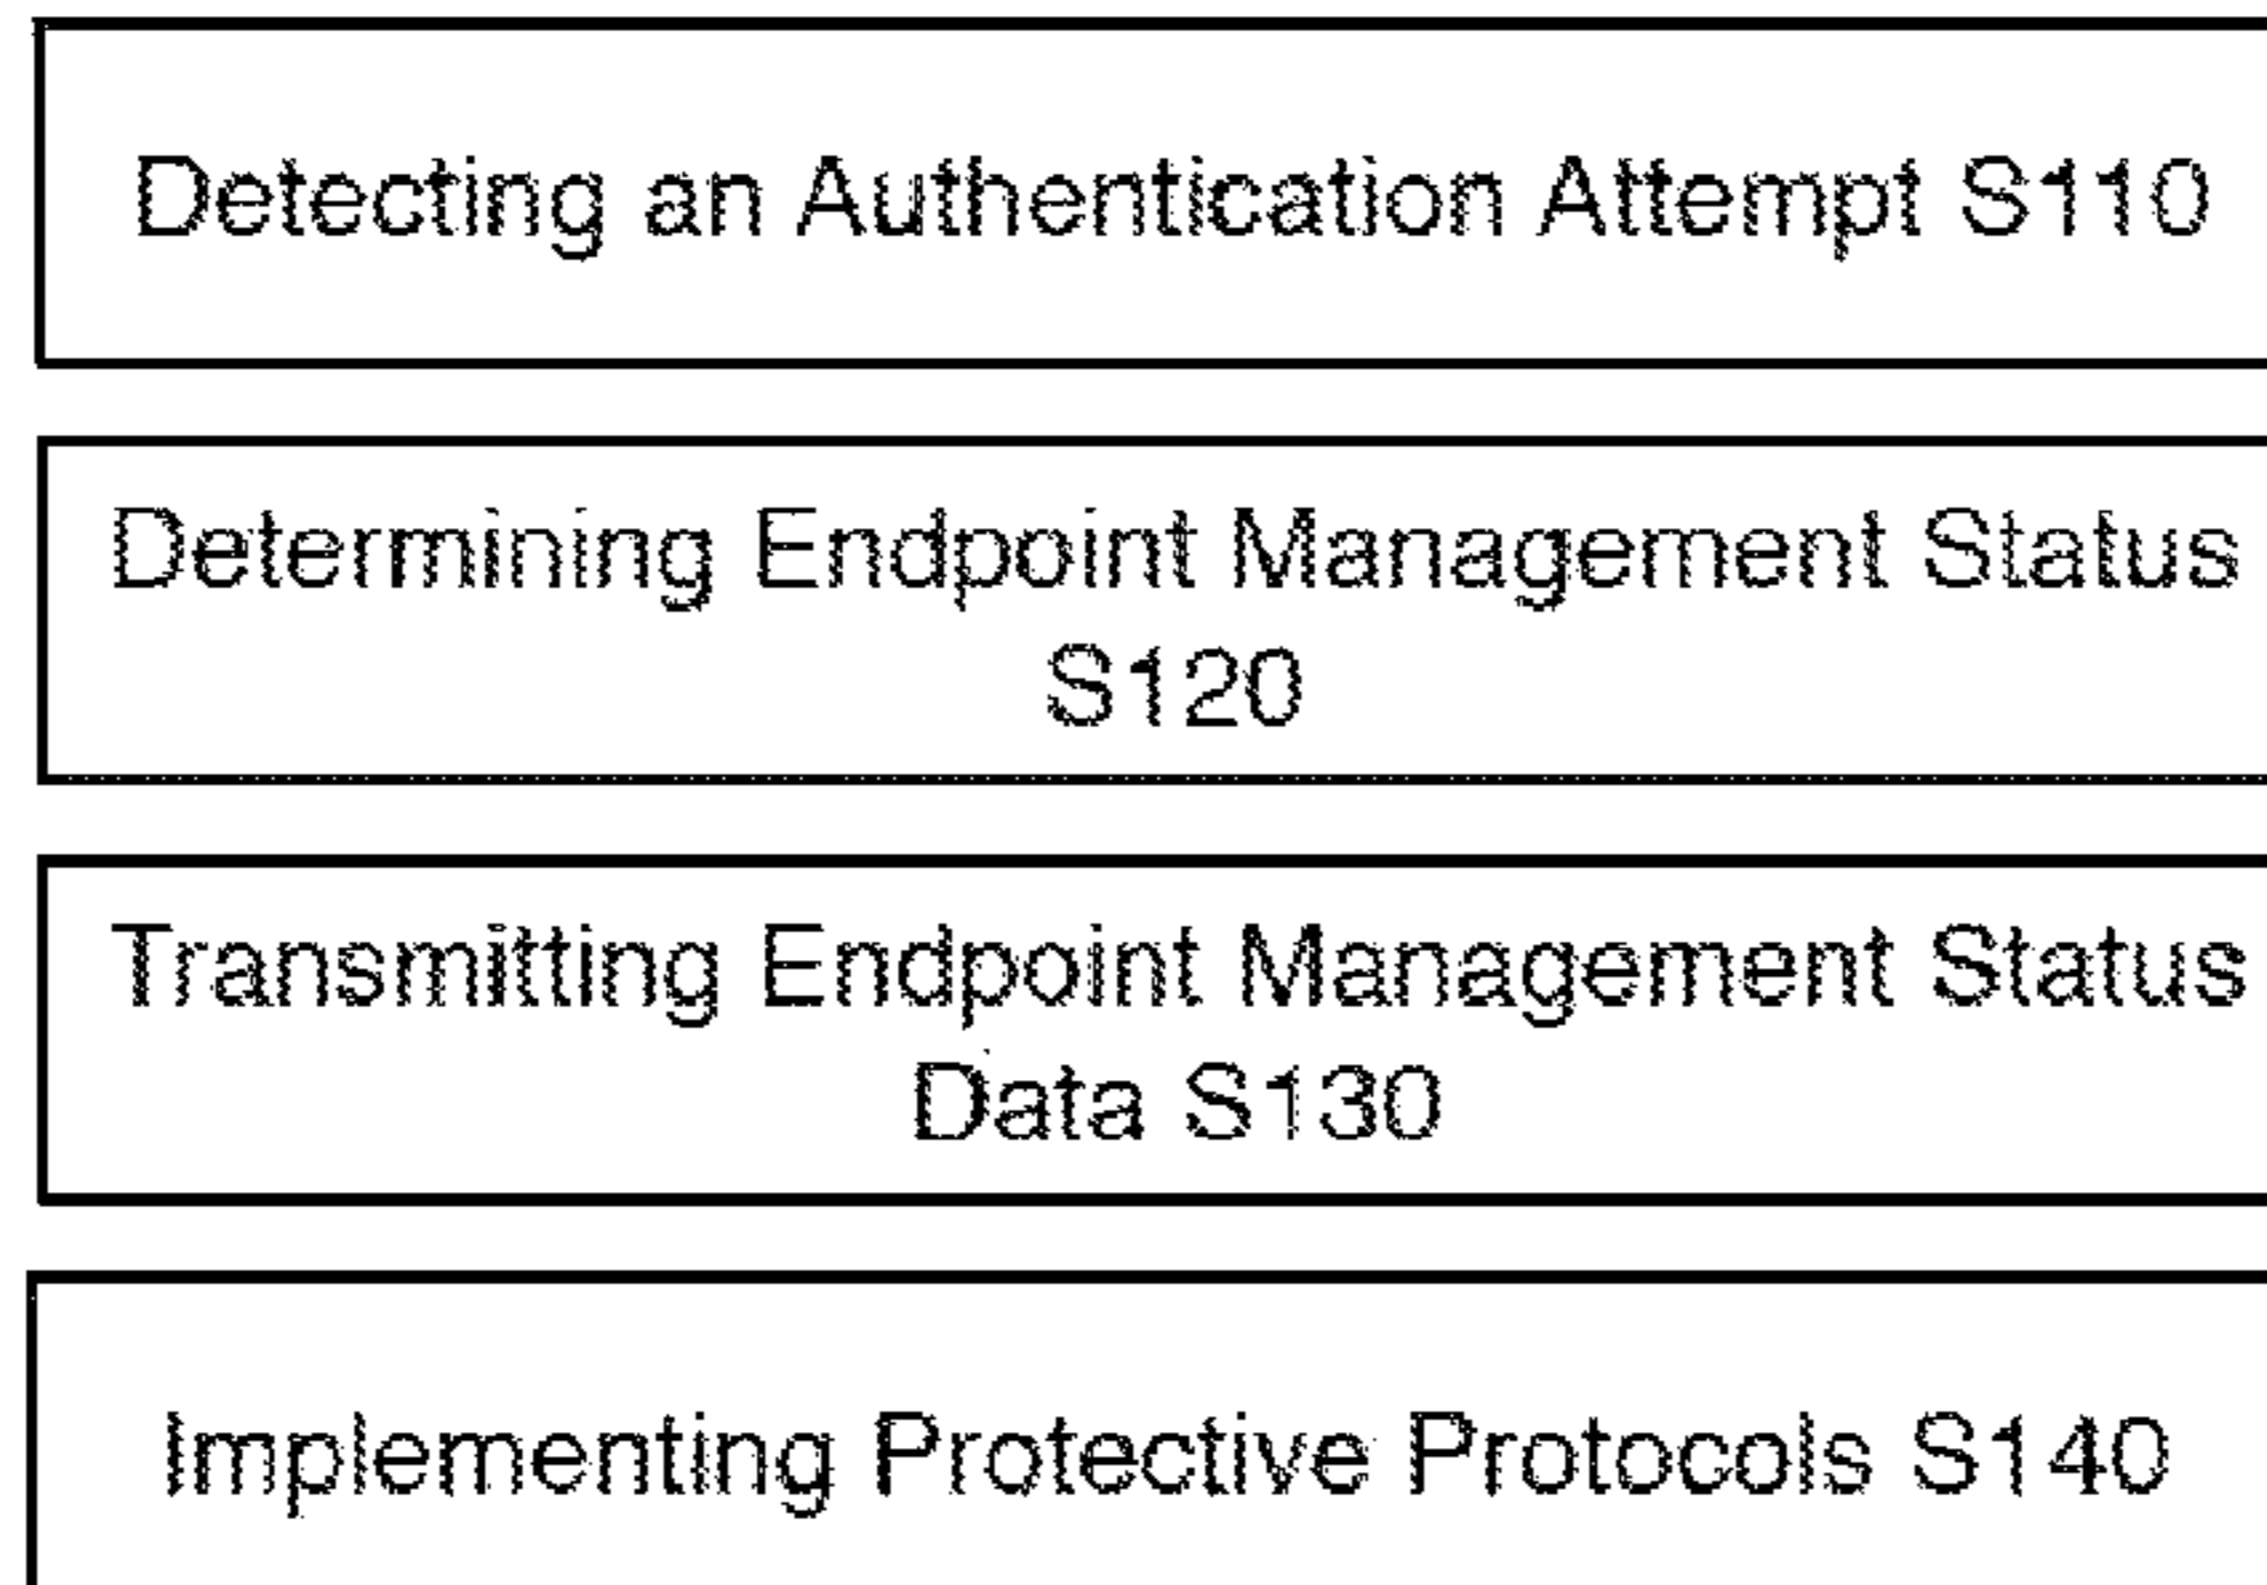 Detecting an Authentication Attempt S110
Determining Endpoint Management Status
S120
Transmitting Endpoint Management Status
Data S130
Implementing Protective Protocols S140